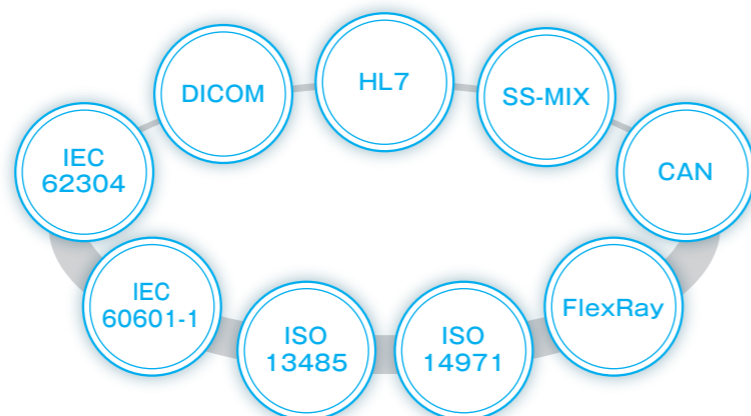 HL7
DICOM
SS-MIX
IEC
62304
CAN
IEC
60601-1
FlexRay
ISO
13485
ISO
14971